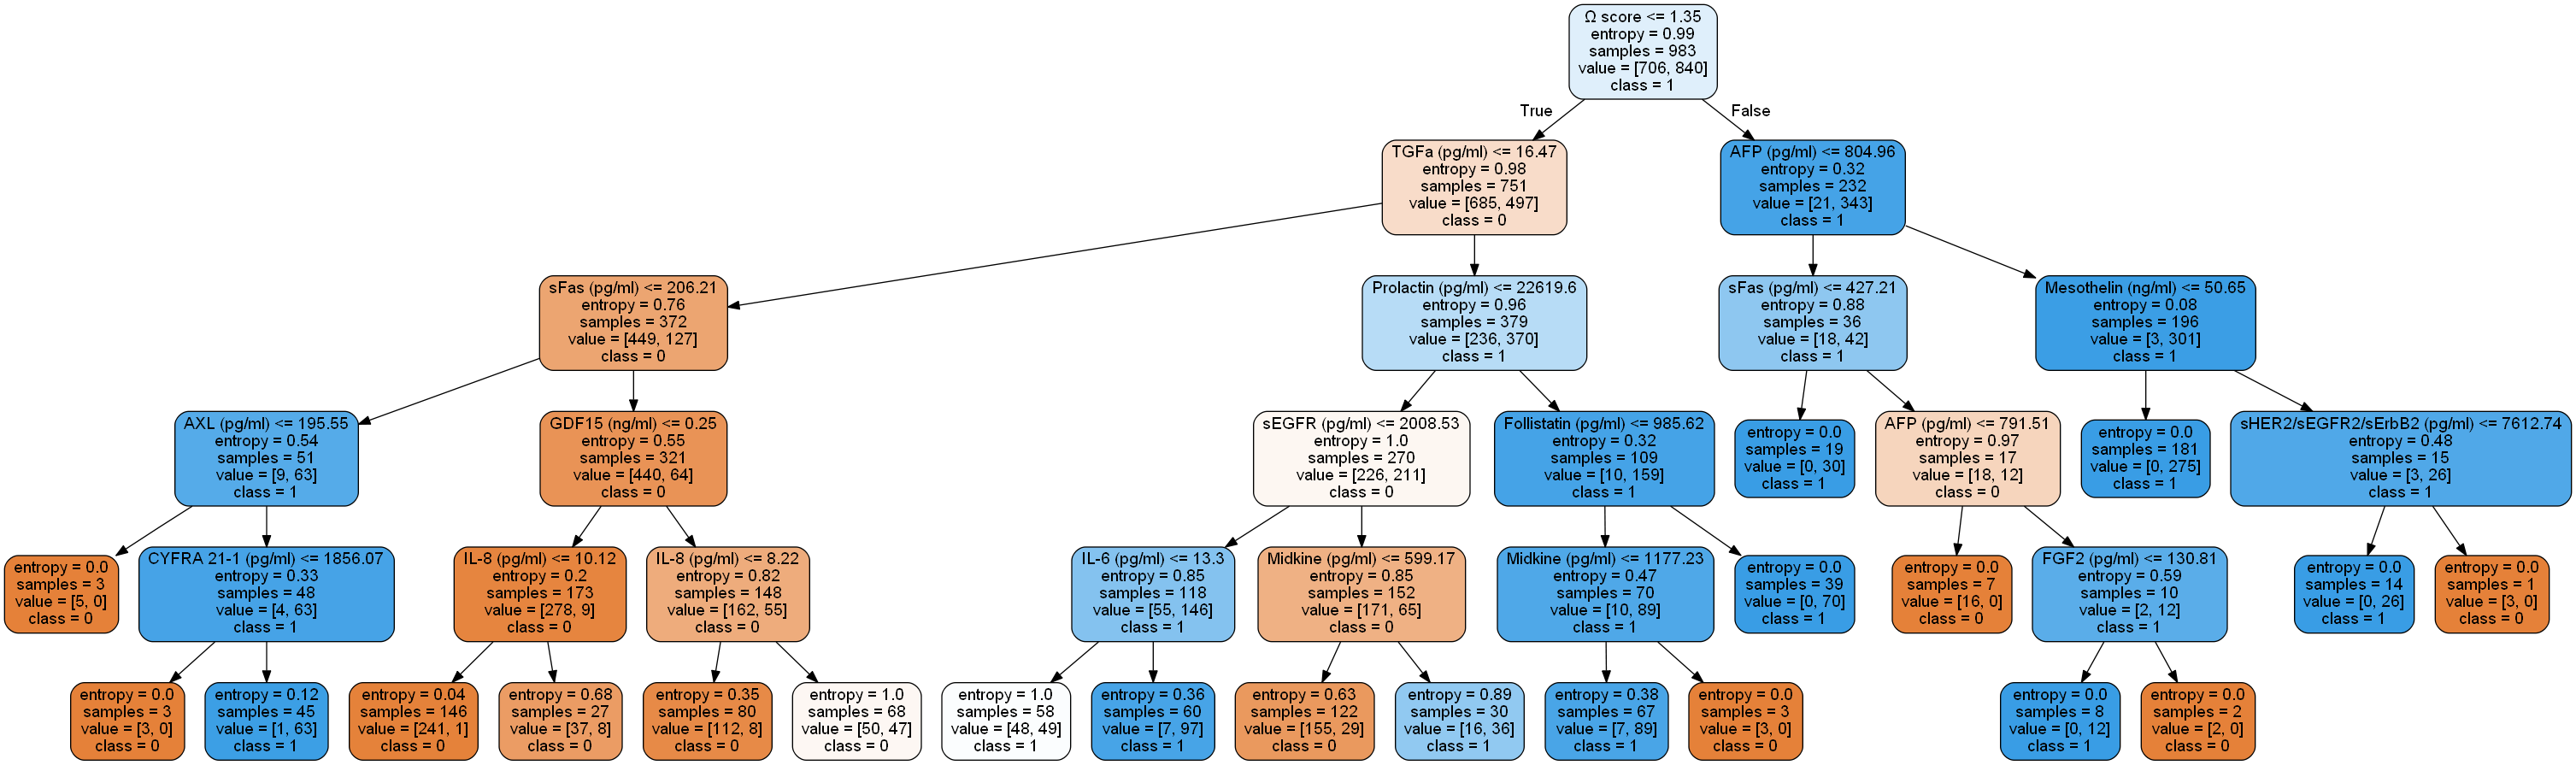 Ω score <= 1.35
entropy = 0.99
samples = 983
value = [706, 840]
class = 1
True
False
TGFa (pg/ml) <= 16.47
entropy = 0.98
samples = 751
value = [685, 497]
class = 0
AFP (pg/ml) <= 804.96
entropy = 0.32
samples = 232
value = [21, 343]
class = 1
sFas (pg/ml) <= 206.21
entropy = 0.76
samples = 372
value = [449, 127]
class = 0
Prolactin (pg/ml) <= 22619.6
entropy = 0.96
samples = 379
value = [236, 370]
class = 1
sFas (pg/ml) <= 427.21
entropy = 0.88
samples = 36
value = [18, 42]
class = 1
Mesothelin (ng/ml) <= 50.65
entropy = 0.08
samples = 196
value = [3, 301]
class = 1
AXL (pg/ml) <= 195.55
entropy = 0.54
samples = 51
value = [9, 63]
class = 1
GDF15 (ng/ml) <= 0.25
entropy = 0.55
samples = 321
value = [440, 64]
class = 0
sEGFR (pg/ml) <= 2008.53
entropy = 1.0
samples = 270
value = [226, 211]
class = 0
Follistatin (pg/ml) <= 985.62
entropy = 0.32
samples = 109
value = [10, 159]
class = 1
entropy = 0.0
samples = 19
value = [0, 30]
class = 1
AFP (pg/ml) <= 791.51
entropy = 0.97
samples = 17
value = [18, 12]
class = 0
entropy = 0.0
samples = 181
value = [0, 275]
class = 1
sHER2/sEGFR2/sErbB2 (pg/ml) <= 7612.74
entropy = 0.48
samples = 15
value = [3, 26]
class = 1
entropy = 0.0
samples = 3
value = [5, 0]
class = 0
CYFRA 21-1 (pg/ml) <= 1856.07
entropy = 0.33
samples = 48
value = [4, 63]
class = 1
IL-8 (pg/ml) <= 10.12
entropy = 0.2
samples = 173
value = [278, 9]
class = 0
IL-8 (pg/ml) <= 8.22
entropy = 0.82
samples = 148
value = [162, 55]
class = 0
IL-6 (pg/ml) <= 13.3
entropy = 0.85
samples = 118
value = [55, 146]
class = 1
Midkine (pg/ml) <= 599.17
entropy = 0.85
samples = 152
value = [171, 65]
class = 0
Midkine (pg/ml) <= 1177.23
entropy = 0.47
samples = 70
value = [10, 89]
class = 1
entropy = 0.0
samples = 39
value = [0, 70]
class = 1
entropy = 0.0
samples = 7
value = [16, 0]
class = 0
FGF2 (pg/ml) <= 130.81
entropy = 0.59
samples = 10
value = [2, 12]
class = 1
entropy = 0.0
samples = 14
value = [0, 26]
class = 1
entropy = 0.0
samples = 1
value = [3, 0]
class = 0
entropy = 0.0
samples = 3
value = [3, 0]
class = 0
entropy = 0.12
samples = 45
value = [1, 63]
class = 1
entropy = 0.04
samples = 146
value = [241, 1]
class = 0
entropy = 0.68
samples = 27
value = [37, 8]
class = 0
entropy = 0.35
samples = 80
value = [112, 8]
class = 0
entropy = 1.0
samples = 68
value = [50, 47]
class = 0
entropy = 1.0
samples = 58
value = [48, 49]
class = 1
entropy = 0.36
samples = 60
value = [7, 97]
class = 1
entropy = 0.63
samples = 122
value = [155, 29]
class = 0
entropy = 0.89
samples = 30
value = [16, 36]
class = 1
entropy = 0.38
samples = 67
value = [7, 89]
class = 1
entropy = 0.0
samples = 3
value = [3, 0]
class = 0
entropy = 0.0
samples = 8
value = [0, 12]
class = 1
entropy = 0.0
samples = 2
value = [2, 0]
class = 0